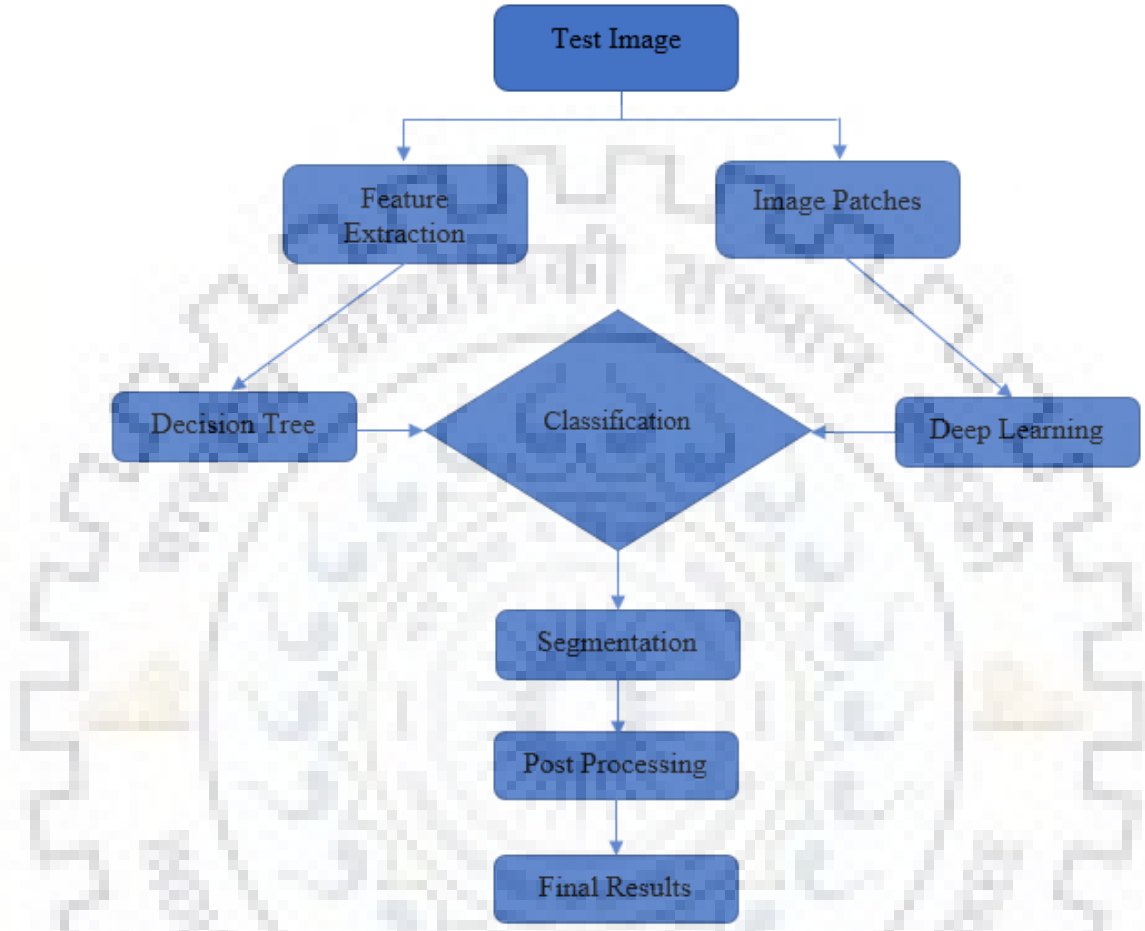 Test Image
Feature
Extraction
Image Patches
Decision Tree
Classification
Deep Learning
Segmentation
Post Processing
Final Results